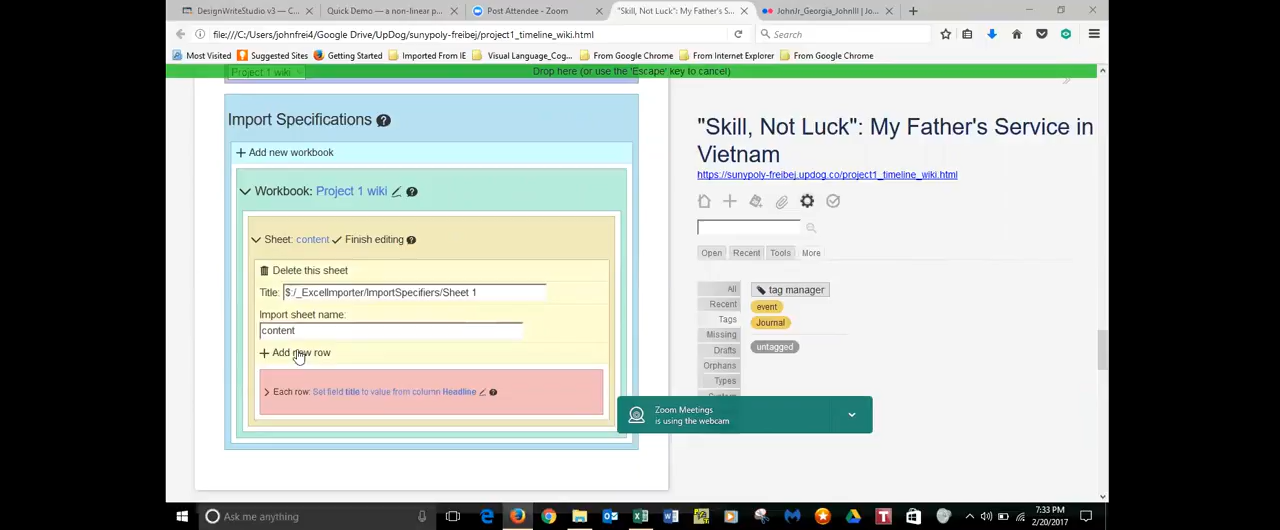 DesignWriteStudio v3 — C...
Quick Demo — a non-linear p...
Post Attendee - Zoom
"Skill, Not Luck": My Father's Ser...
JohnJr_Georgia_JohnIII | Jo...
file:///C:/Users/johnfrei4/Google Drive/UpDog/sunypoly-freibej/project1_timeline_wiki.html
Search
Most Visited
Suggested Sites
Getting Started
Imported From IE
Visual Language_Cog...
From Google Chrome
From Internet Explorer
From Google Chrome
Project 1 wiki
Drop here (or use the 'Escape' key to cancel)
Import Specifications
Add new workbook
Workbook: Project 1 wiki
Sheet: content Finish editing
Delete this sheet
Title: $:/_ExcelImporter/ImportSpecifiers/Sheet 1
Import sheet name:
content
Add new row
Each row: Set field title to value from column Headline
"Skill, Not Luck": My Father's Service in
Vietnam
https://sunypoly-freibej.updog.co/project1_timeline_wiki.html
Open
Recent
Tools
More
All
Recent
Tags
Missing
Drafts
Orphans
Types
tag manager
event
Journal
untagged
Zoom Meetings
is using the webcam
Ask me anything
7:33 PM
2/20/2017